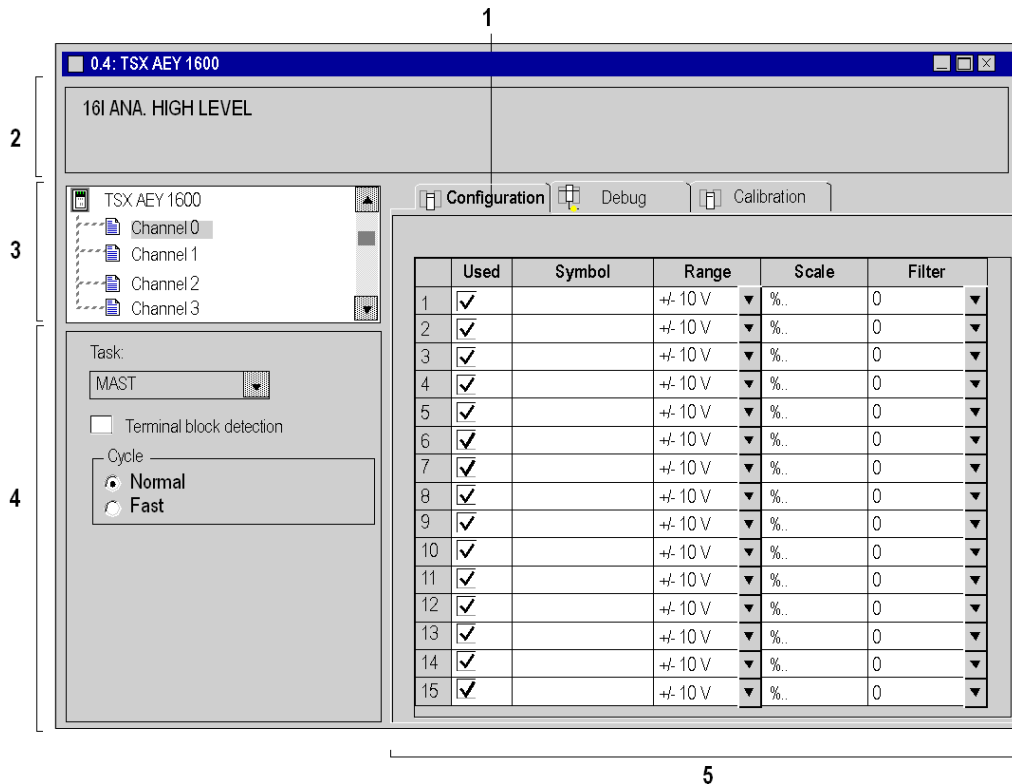 1
0.4: TSX AEY 1600
2
16I ANA. HIGH LEVEL
3
TSX AEY 1600
Channel 0
Channel 1
Channel 2
Channel 3
Configuration Debug Calibration
4
Task:
MAST
Terminal block detection
Cycle
Normal
Fast
Used Symbol Range Scale Filter
1 +/- 10 V %.. 0
2 +/- 10 V %.. 0
3 +/- 10 V %.. 0
4 +/- 10 V %.. 0
5 +/- 10 V %.. 0
6 +/- 10 V %.. 0
7 +/- 10 V %.. 0
8 +/- 10 V %.. 0
9 +/- 10 V %.. 0
10 +/- 10 V %.. 0
11 +/- 10 V %.. 0
12 +/- 10 V %.. 0
13 +/- 10 V %.. 0
14 +/- 10 V %.. 0
15 +/- 10 V %.. 0
5